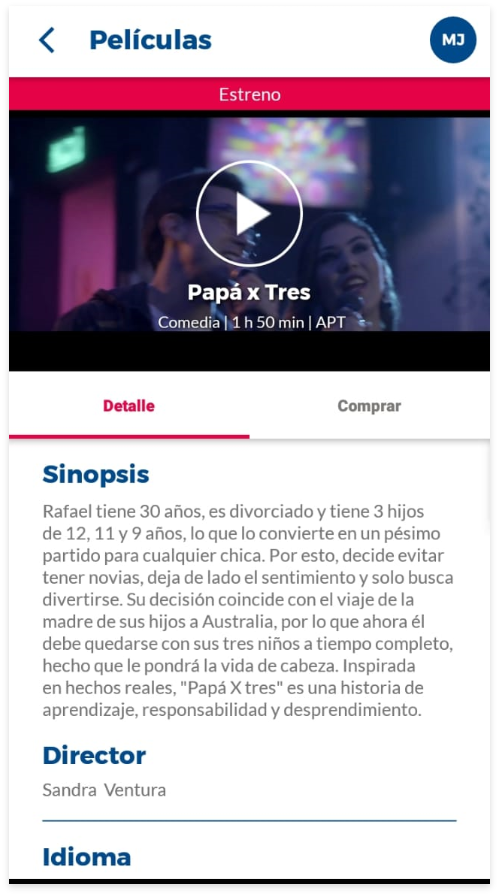 Películas
MJ
Estreno
Papá x Tres
Comedia | 1 h 50 min | APT
Detalle
Comprar
Sinopsis
Rafael tiene 30 años, es divorciado y tiene 3 hijos
de 12, 11 y 9 años, lo que lo convierte en un pésimo
partido para cualquier chica. Por esto, decide evitar
tener novias, deja de lado el sentimiento y solo busca
divertirse. Su decisión coincide con el viaje de la
madre de sus hijos a Australia, por lo que ahora él
debe quedarse con sus tres niños a tiempo completo,
hecho que le pondrá la vida de cabeza. Inspirada
en hechos reales, "Papá X tres" es una historia de
aprendizaje, responsabilidad y desprendimiento.
Director
Sandra Ventura
Idioma